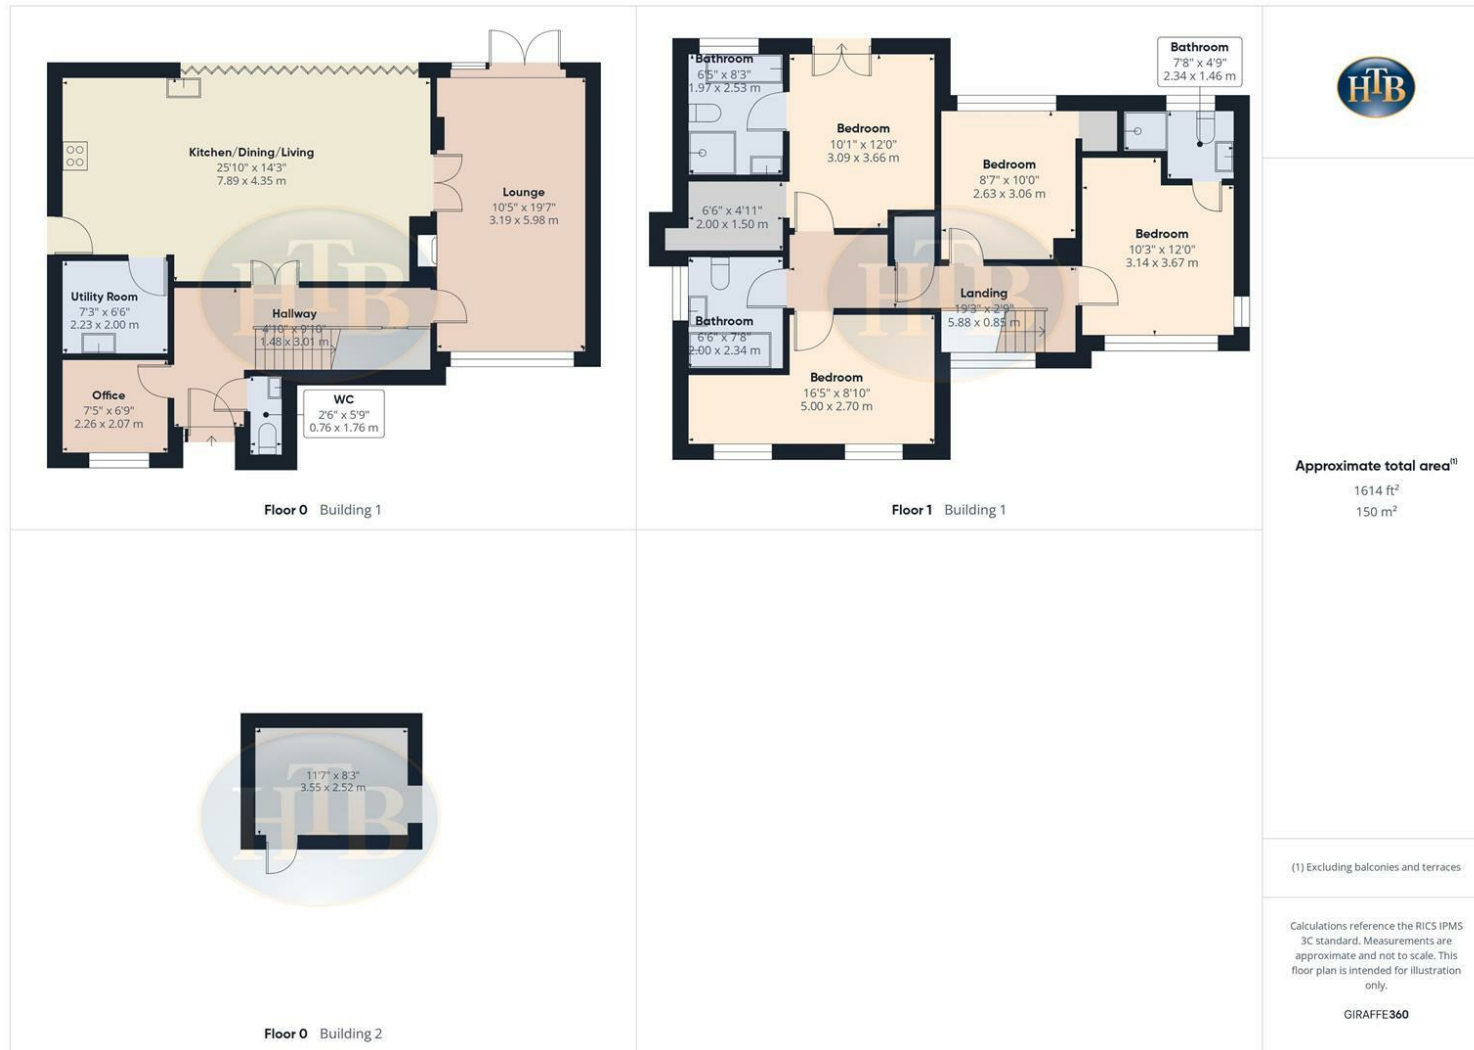 Kitchen/Dining/Living
25'10" x 14'3"
7.89 x 4.35 m
Lounge
10'5" x 19'7"
3.19 x 5.98 m
Utility Room
7'3" x 6'6"
2.23 x 2.00 m
Hallway
4'10" x 9'10"
1.48 x 3.01 m
Office
7'5" x 6'9"
2.26 x 2.07 m
WC
2'6" x 5'9"
0.76 x 1.76 m
HTB
Floor 0 Building 1
Bathroom
6'5" x 8'3"
1.97 x 2.53 m
Bedroom
10'1" x 12'0"
3.09 x 3.66 m
Bathroom
7'8" x 4'9"
2.34 x 1.46 m
Bedroom
8'7" x 10'0"
2.63 x 3.06 m
6'6" x 4'11"
2.00 x 1.50 m
Bedroom
10'3" x 12'0"
3.14 x 3.67 m
Landing
19'3" x 2'9"
5.88 x 0.85 m
Bathroom
6'6" x 7'8"
2.00 x 2.34 m
Bedroom
16'5" x 8'10"
5.00 x 2.70 m
HTB
Floor 1 Building 1
11'7" x 8'3"
3.55 x 2.52 m
HTB
Floor 0 Building 2
HTB
Approximate total area(1)
1614 ft²
150 m²
(1) Excluding balconies and terraces
Calculations reference the RICS IPMS
3C standard. Measurements are
approximate and not to scale. This
floor plan is intended for illustration
only.
GIRAFFE360